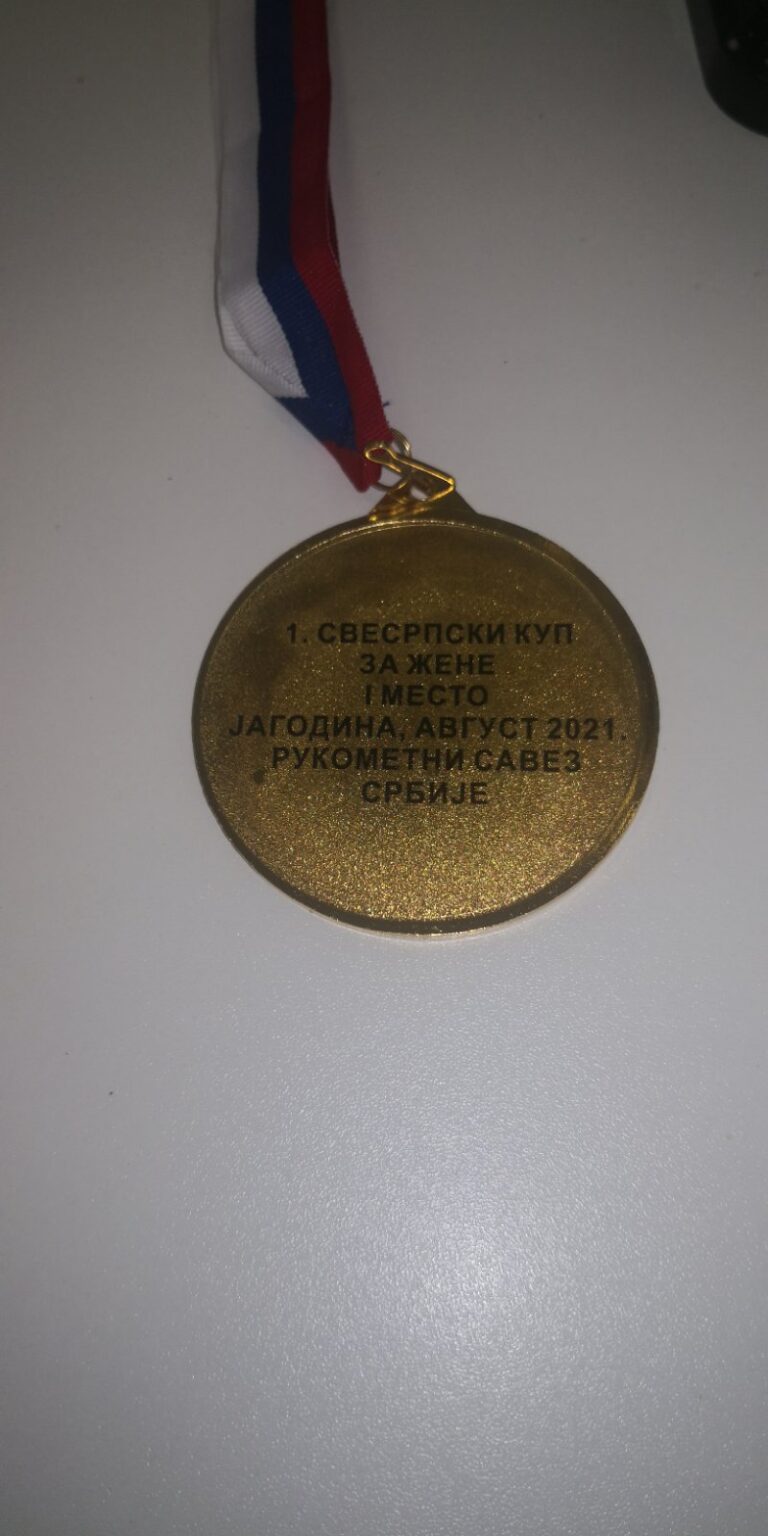 1. СВЕСРПСКИ КУП
ЗА ЖЕНЕ
I МЕСТО
ЈАГОДИНА, АВГУСТ 2021.
РУКОМЕТНИ САВЕЗ
СРБИЈЕ